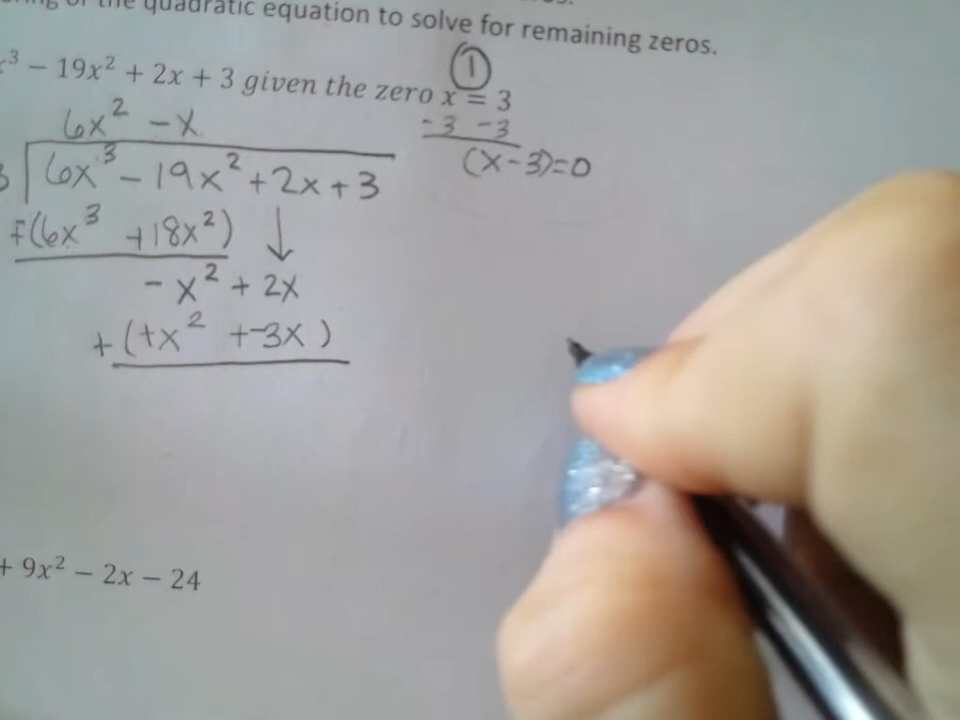 quadratic equation to solve for remaining zeros.
³ − 19x² + 2x + 3 given the zero x = 3
①
-3 -3
(x-3)=0
6x² - x
3 6x³ - 19x² + 2x + 3
(6x³ +18x²) ↓
- x² + 2x
+ (+x² +-3x )
+ 9x² − 2x − 24